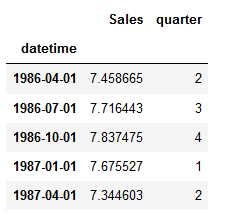 Sales quarter
datetime
1986-04-01 7.458665 2
1986-07-01 7.716443 3
1986-10-01 7.837475 4
1987-01-01 7.675527 1
1987-04-01 7.344603 2